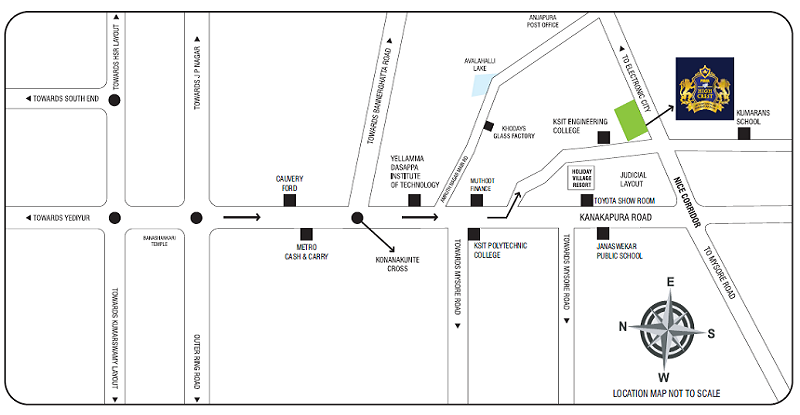 ANJAPURA
POST OFFICE
TOWARDS HSR LAYOUT
TOWARDS J P NAGAR
TOWARDS BANNERGHATTA ROAD
AVALAHALLI
LAKE
TO ELECTRONIC CITY
HIGH
CREST
TOWARDS SOUTH END
KHODAYS
GLASS FACTORY
KSIT ENGINEERING
COLLEGE
KUMARANS
SCHOOL
CAUVERY
FORD
YELLAMMA
DASAPPA
INSTITUTE
OF TECHNOLOGY
MUTHOOT
FINANCE
HOLIDAY
VILLAGE
RESORT
JUDICIAL
LAYOUT
TOYOTA SHOW ROOM
NICE CORRIDOR
TOWARDS YEDIYUR
KANAKAPURA ROAD
BANASHANKARI
TEMPLE
METRO
CASH & CARRY
KONANAKUNTE
CROSS
KSIT POLYTECHNIC
COLLEGE
JANASWEKAR
PUBLIC SCHOOL
TO MYSORE ROAD
TOWARDS KUMARSWAMY LAYOUT
OUTER RING ROAD
TOWARDS MYSORE ROAD
TOWARDS MYSORE ROAD
E
N
S
W
LOCATION MAP NOT TO SCALE